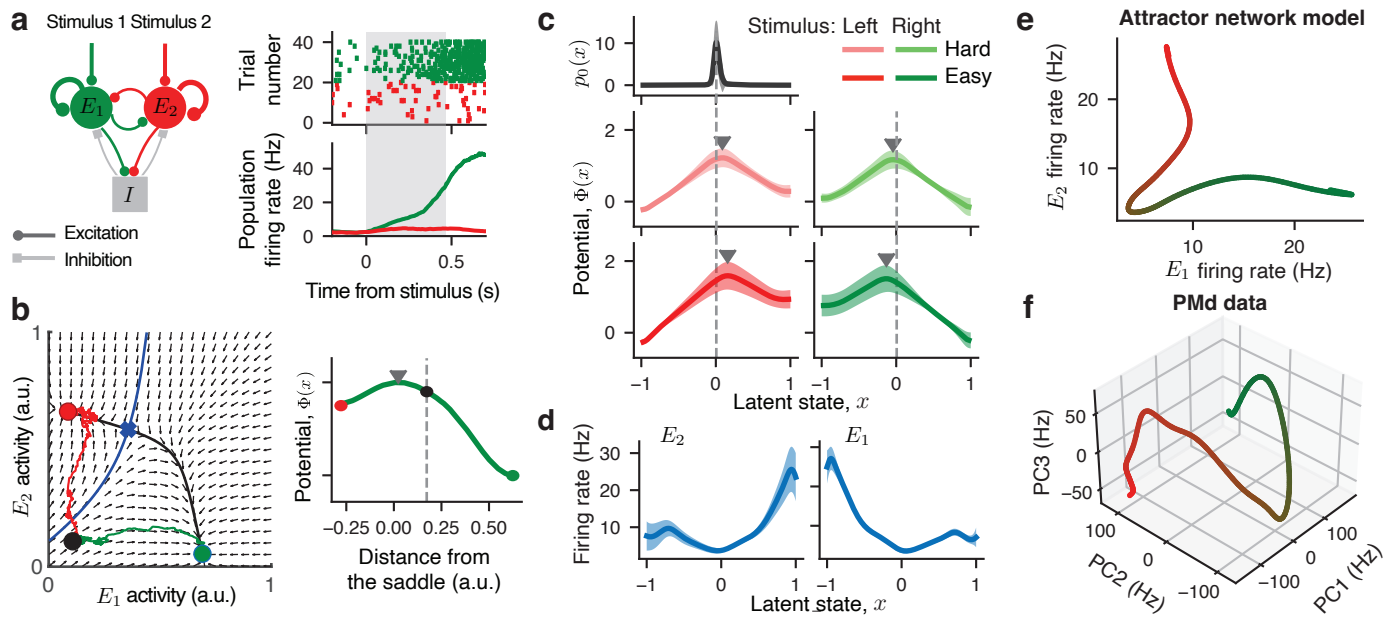 a
Stimulus 1 Stimulus 2
E₁
E₂
I
Excitation
Inhibition
Trial number
40
20
0
Population firing rate (Hz)
40
20
0
0
0.5
Time from stimulus (s)
b
E₂ activity (a.u.)
1
0
1
E₁ activity (a.u.)
Potential, Φ(x)
−0.25
0.00
0.25
0.50
Distance from
the saddle (a.u.)
c
p₀(x)
10
0
Stimulus: Left Right
Hard
Easy
Potential, Φ(x)
2
0
2
0
−1
0
1
−1
0
1
Latent state, x
d
E₂
E₁
Firing rate (Hz)
30
20
10
−1
0
1
−1
0
1
Latent state, x
e
Attractor network model
E₂ firing rate (Hz)
20
10
10
20
E₁ firing rate (Hz)
f
PMd data
PC3 (Hz)
50
0
−50
100
0
−100
PC2 (Hz)
−100
0
100
PC1 (Hz)